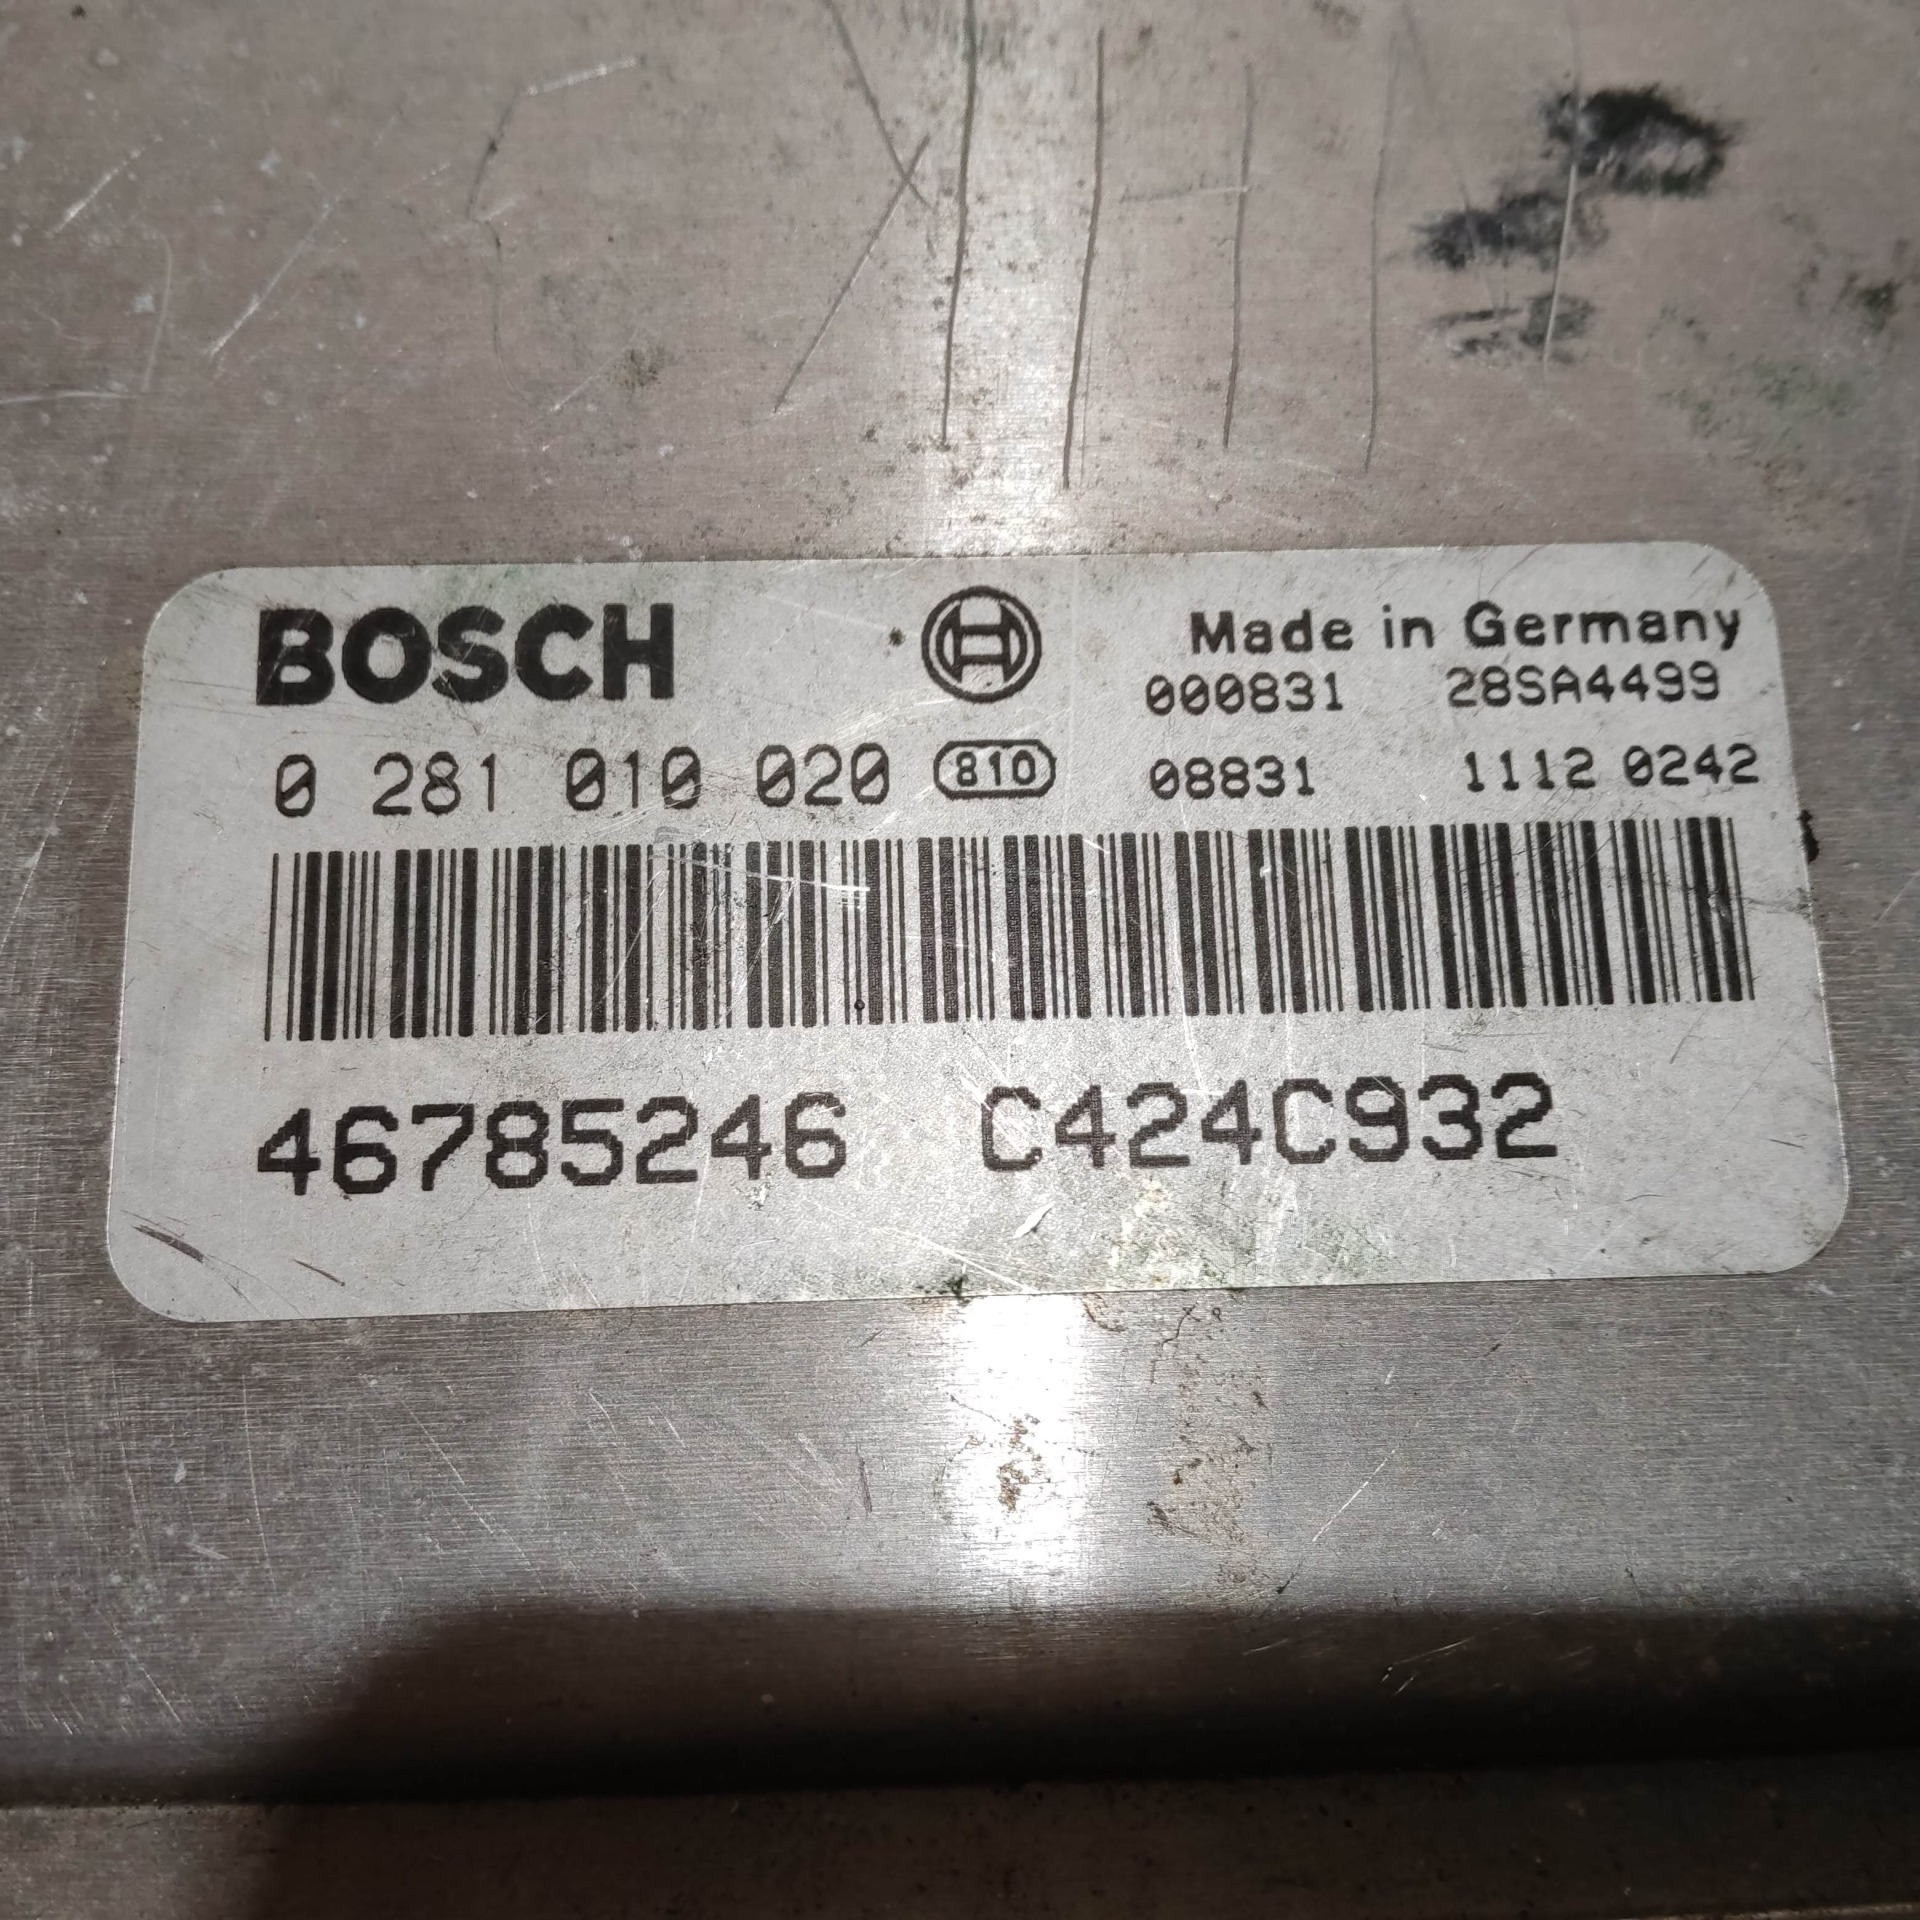 BOSCH Made in Germany
000831 28SA4499
0 281 010 020 810 08831 1112 0242
46785246 C424C932